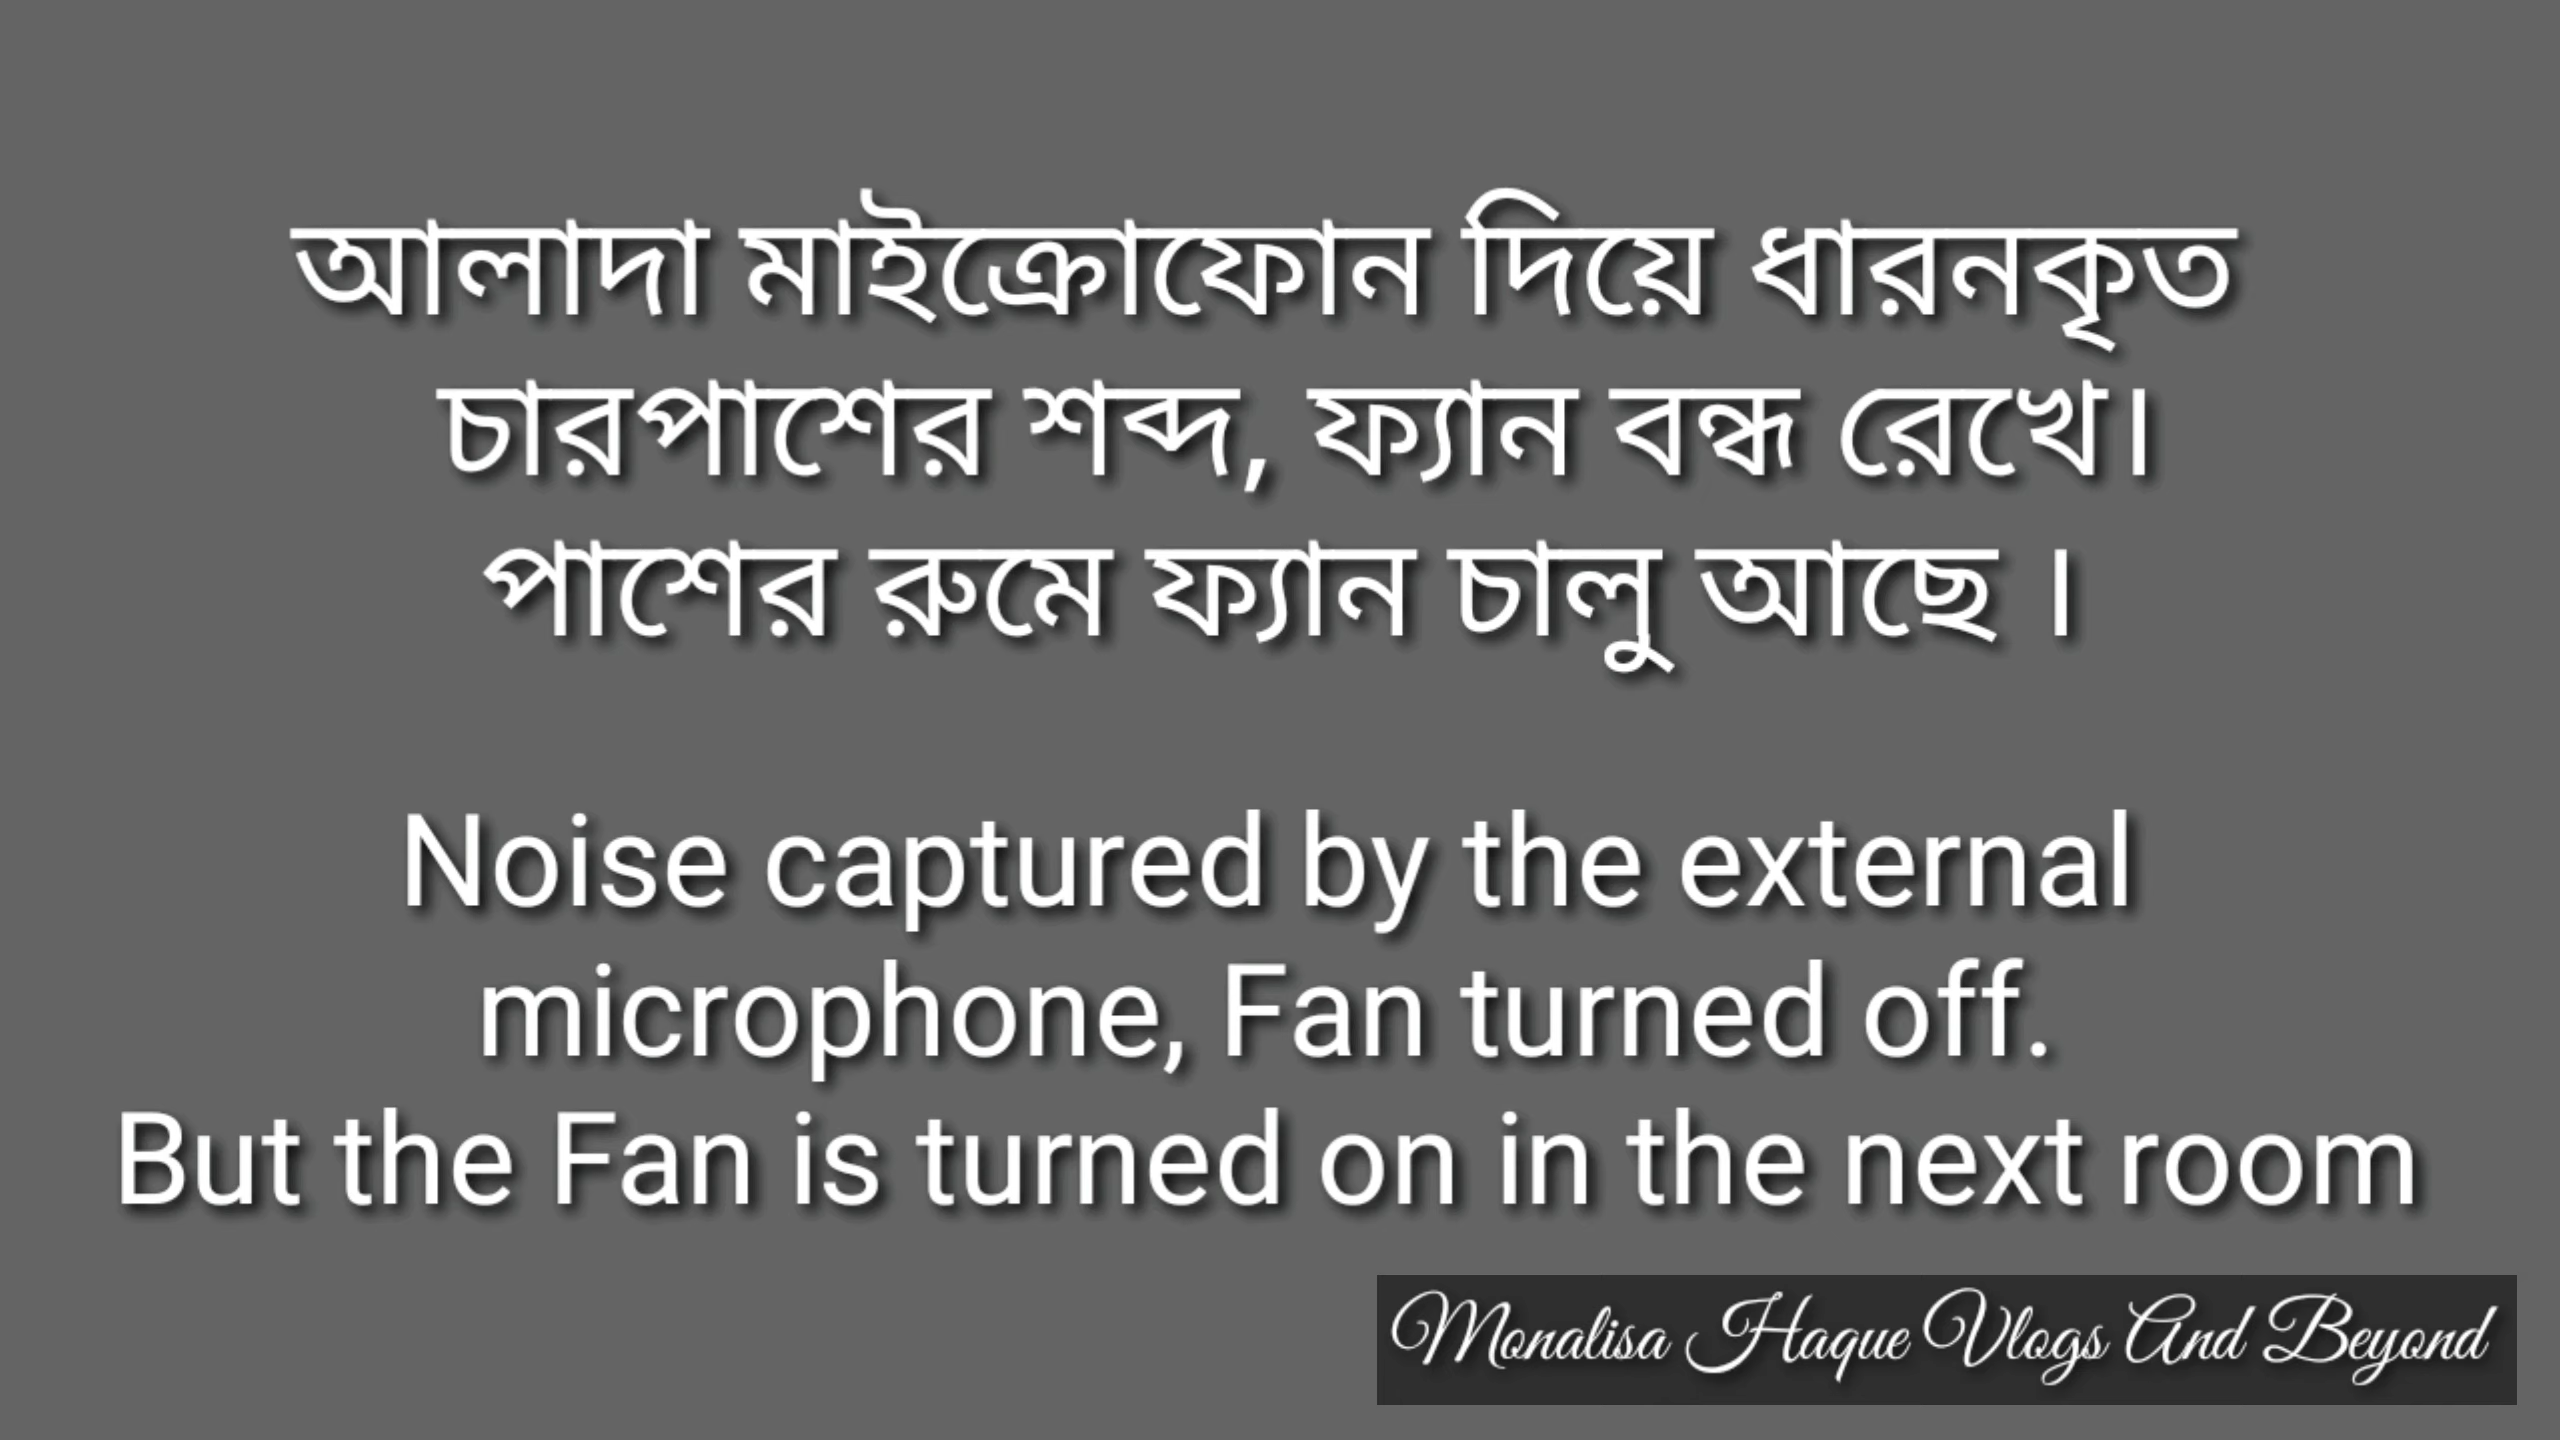 আলাদা মাইক্রোফোন দিয়ে ধারনকৃত
চারপাশের শব্দ, ফ্যান বন্ধ রেখে।
পাশের রুমে ফ্যান চালু আছে ।
Noise captured by the external
microphone, Fan turned off.
But the Fan is turned on in the next room
Monalisa Haque Vlogs And Beyond